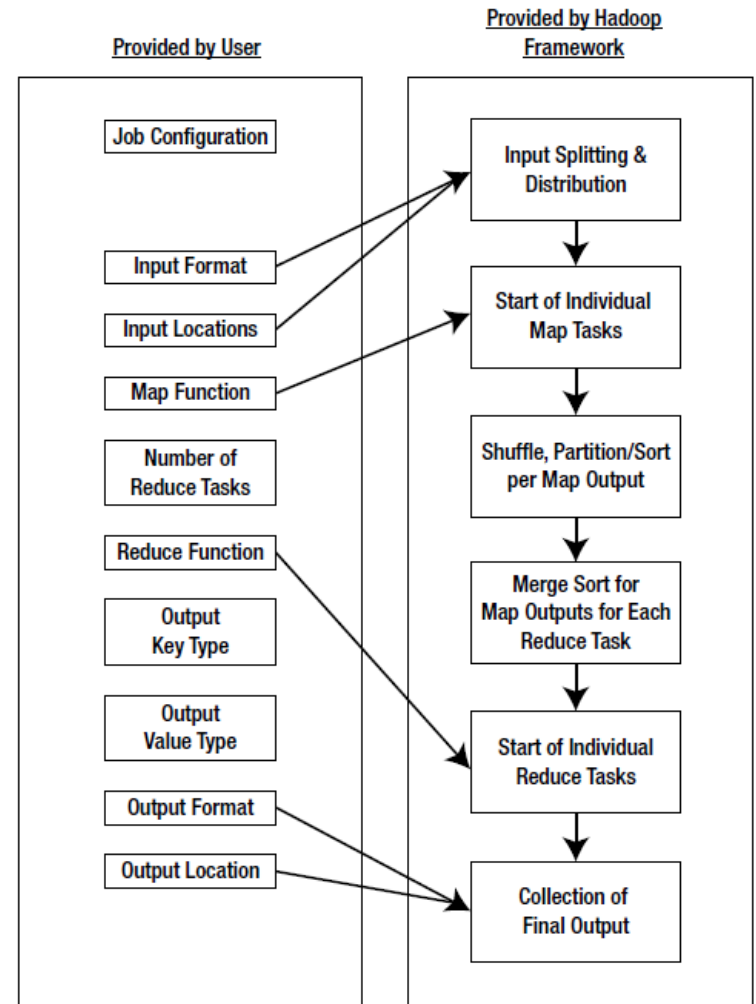 Provided by User
Job Configuration
Input Format
Input Locations
Map Function
Number of
Reduce Tasks
Reduce Function
Output
Key Type
Output
Value Type
Output Format
Output Location
Provided by Hadoop
Framework
Input Splitting &
Distribution
Start of Individual
Map Tasks
Shuffle, Partition/Sort
per Map Output
Merge Sort for
Map Outputs for Each
Reduce Task
Start of Individual
Reduce Tasks
Collection of
Final Output